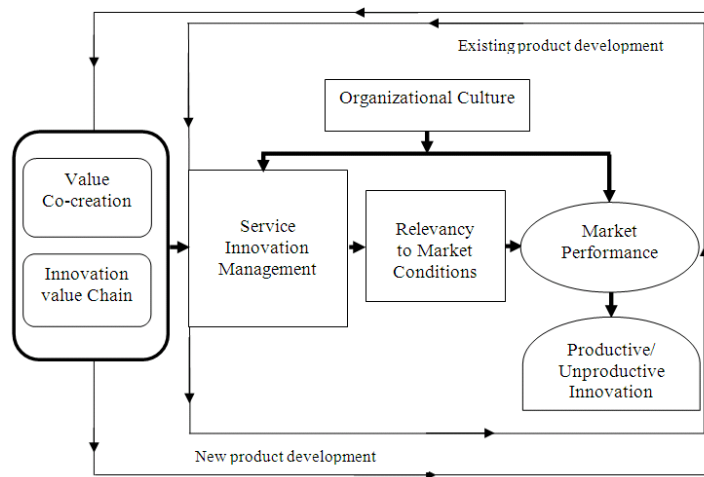 Existing product development
Organizational Culture
Value
Co-creation
Innovation
value Chain
Service
Innovation
Management
Relevancy
to Market
Conditions
Market
Performance
Productive/
Unproductive
Innovation
New product development